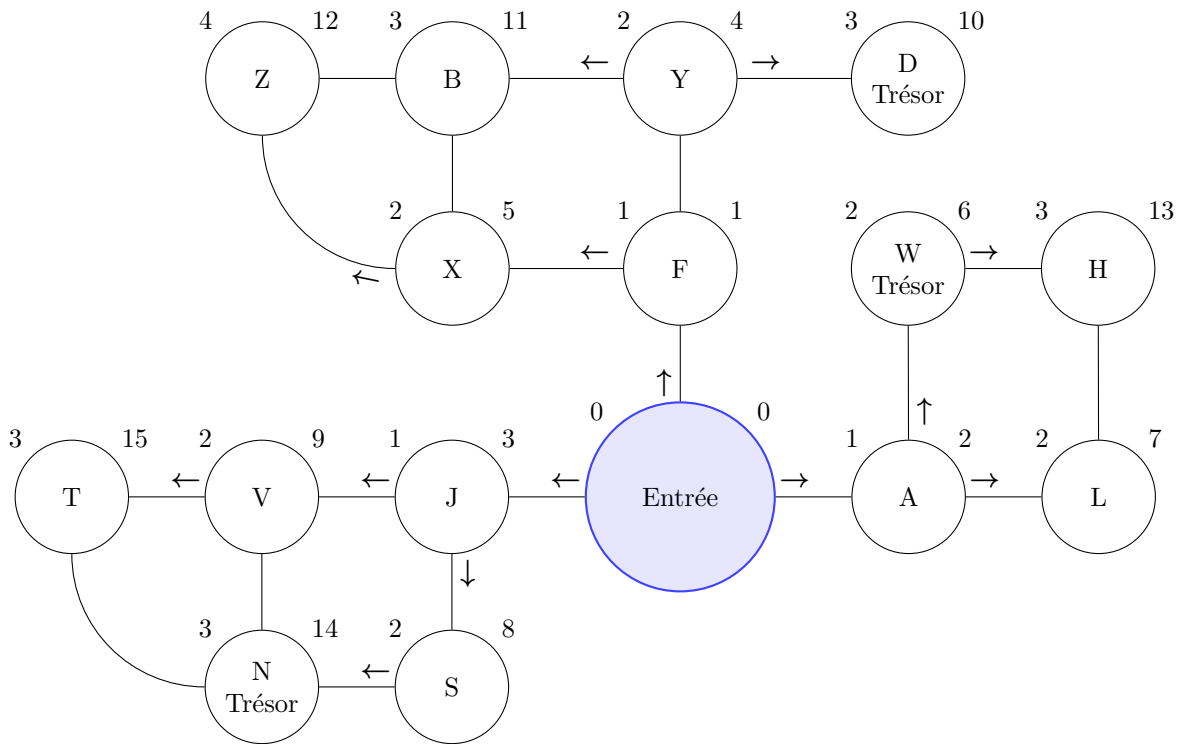 4 12 3 11 2 4 3 10
Z B ← Y → D
Trésor
2 5 1 1 2 6 3 13
← X ← F W → H
Trésor
↑
0 0
3 15 2 9 1 3 1 2 2 7
↑
T ← V ← J ← Entrée → A → L
↓
3 14 2 8
N ← S
Trésor